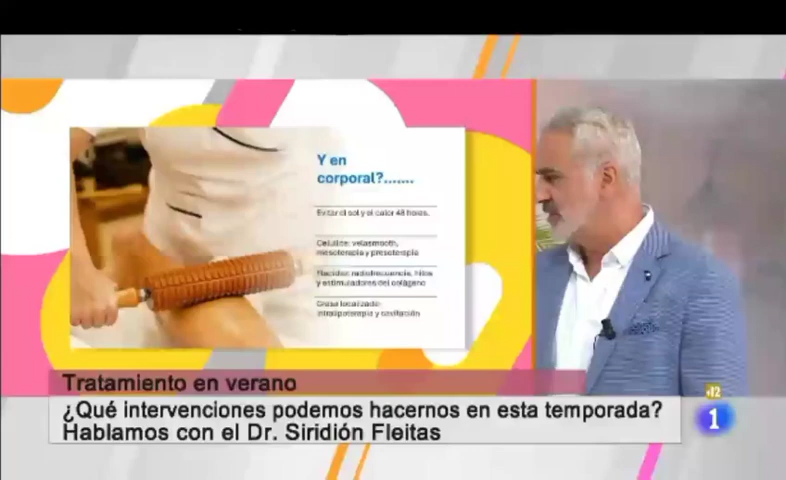 Y en
corporal?.......
Evitar el sol y el calor 48 horas.
Celulitis: velasmooth,
mesoterapia y presoterapia
Flacidez: radiofrecuencia, hilos
y estimuladores del colágeno
Grasa localizada:
intralipoterapia y cavitación
Tratamiento en verano
¿Qué intervenciones podemos hacernos en esta temporada?
Hablamos con el Dr. Siridión Fleitas
12
1